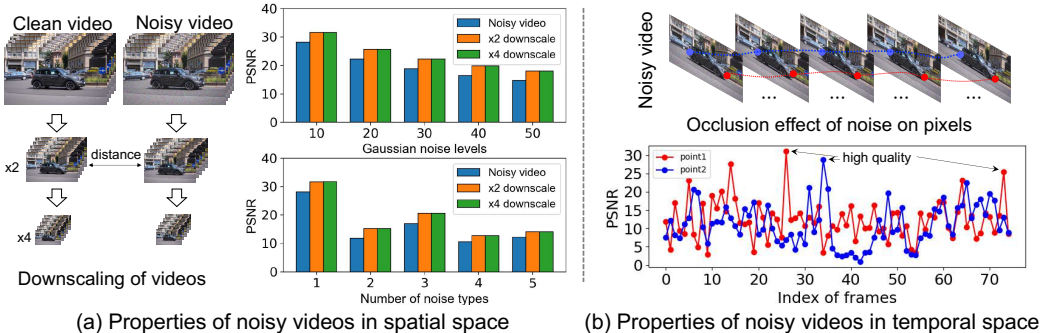 Clean video
Noisy video
x2
distance
x4
Downscaling of videos
PSNR
40
30
20
10
0
Noisy video
x2 downscale
x4 downscale
10 20 30 40 50
Gaussian noise levels
PSNR
40
30
20
10
0
Noisy video
x2 downscale
x4 downscale
1 2 3 4 5
Number of noise types
(a) Properties of noisy videos in spatial space
Noisy video
... ... ... ... ...
Occlusion effect of noise on pixels
PSNR
30
25
20
15
10
5
0
point1
point2
high quality
0 10 20 30 40 50 60 70
Index of frames
(b) Properties of noisy videos in temporal space